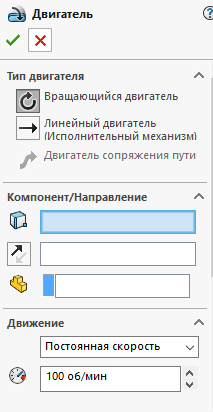 Двигатель
Тип двигателя
Вращающийся двигатель
Линейный двигатель
(Исполнительный механизм)
Двигатель сопряжения пути
Компонент/Направление
Движение
Постоянная скорость
100 об/мин